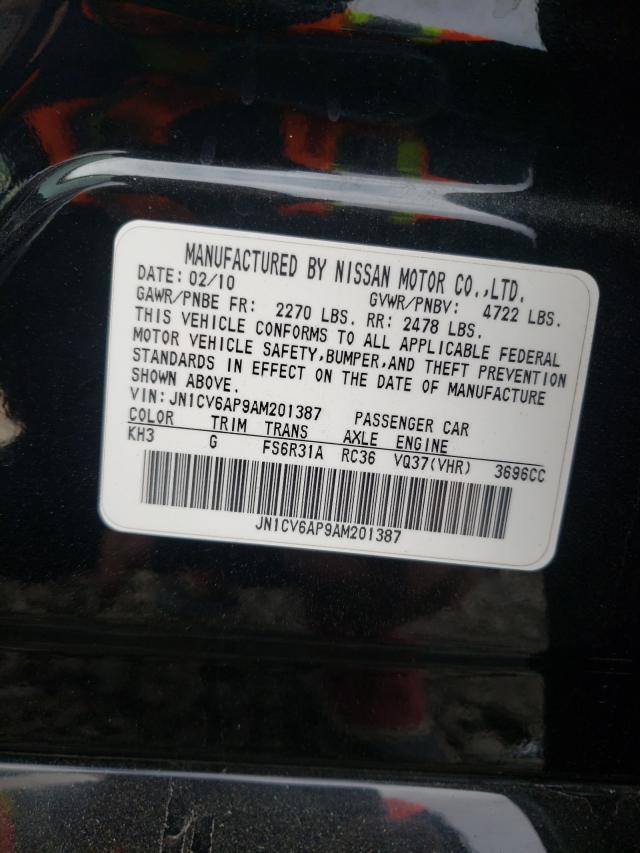 MANUFACTURED BY NISSAN MOTOR CO.,LTD.
DATE: 02/10 GVWR/PNBV: 4722 LBS.
GAWR/PNBE FR: 2270 LBS. RR: 2478 LBS.
THIS VEHICLE CONFORMS TO ALL APPLICABLE FEDERAL
MOTOR VEHICLE SAFETY,BUMPER,AND THEFT PREVENTION
STANDARDS IN EFFECT ON THE DATE OF MANUFACTURE
SHOWN ABOVE.
VIN: JN1CV6AP9AM201387 PASSENGER CAR
COLOR TRIM TRANS AXLE ENGINE
KH3 G FS6R31A RC36 VQ37(VHR) 3696CC
JN1CV6AP9AM201387